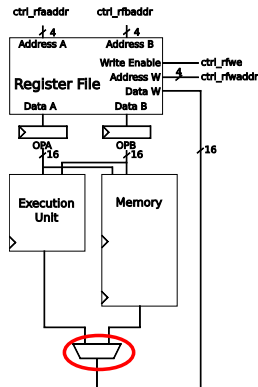 ctrl_rfaaddr ctrl_rfbaddr
4 4
Address A Address B
Write Enable ctrl_rfwe
Address W 4 ctrl_rfwaddr
Register File Data W
Data A Data B
OPA OPB
16 16 16
Execution Unit
Memory